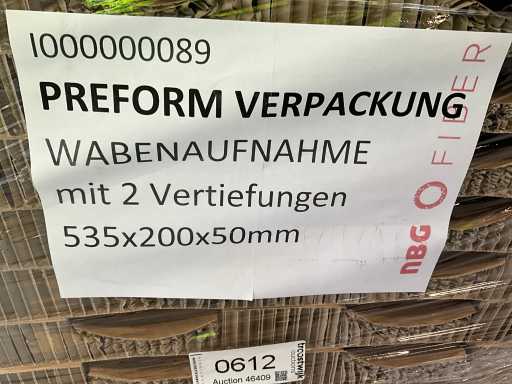 I000000089
PREFORM VERPACKUNG
WABENAUFNAHME
mit 2 Vertiefungen
535x200x50mm
NBG FIBER
0612
Auction 46409
troostwijk